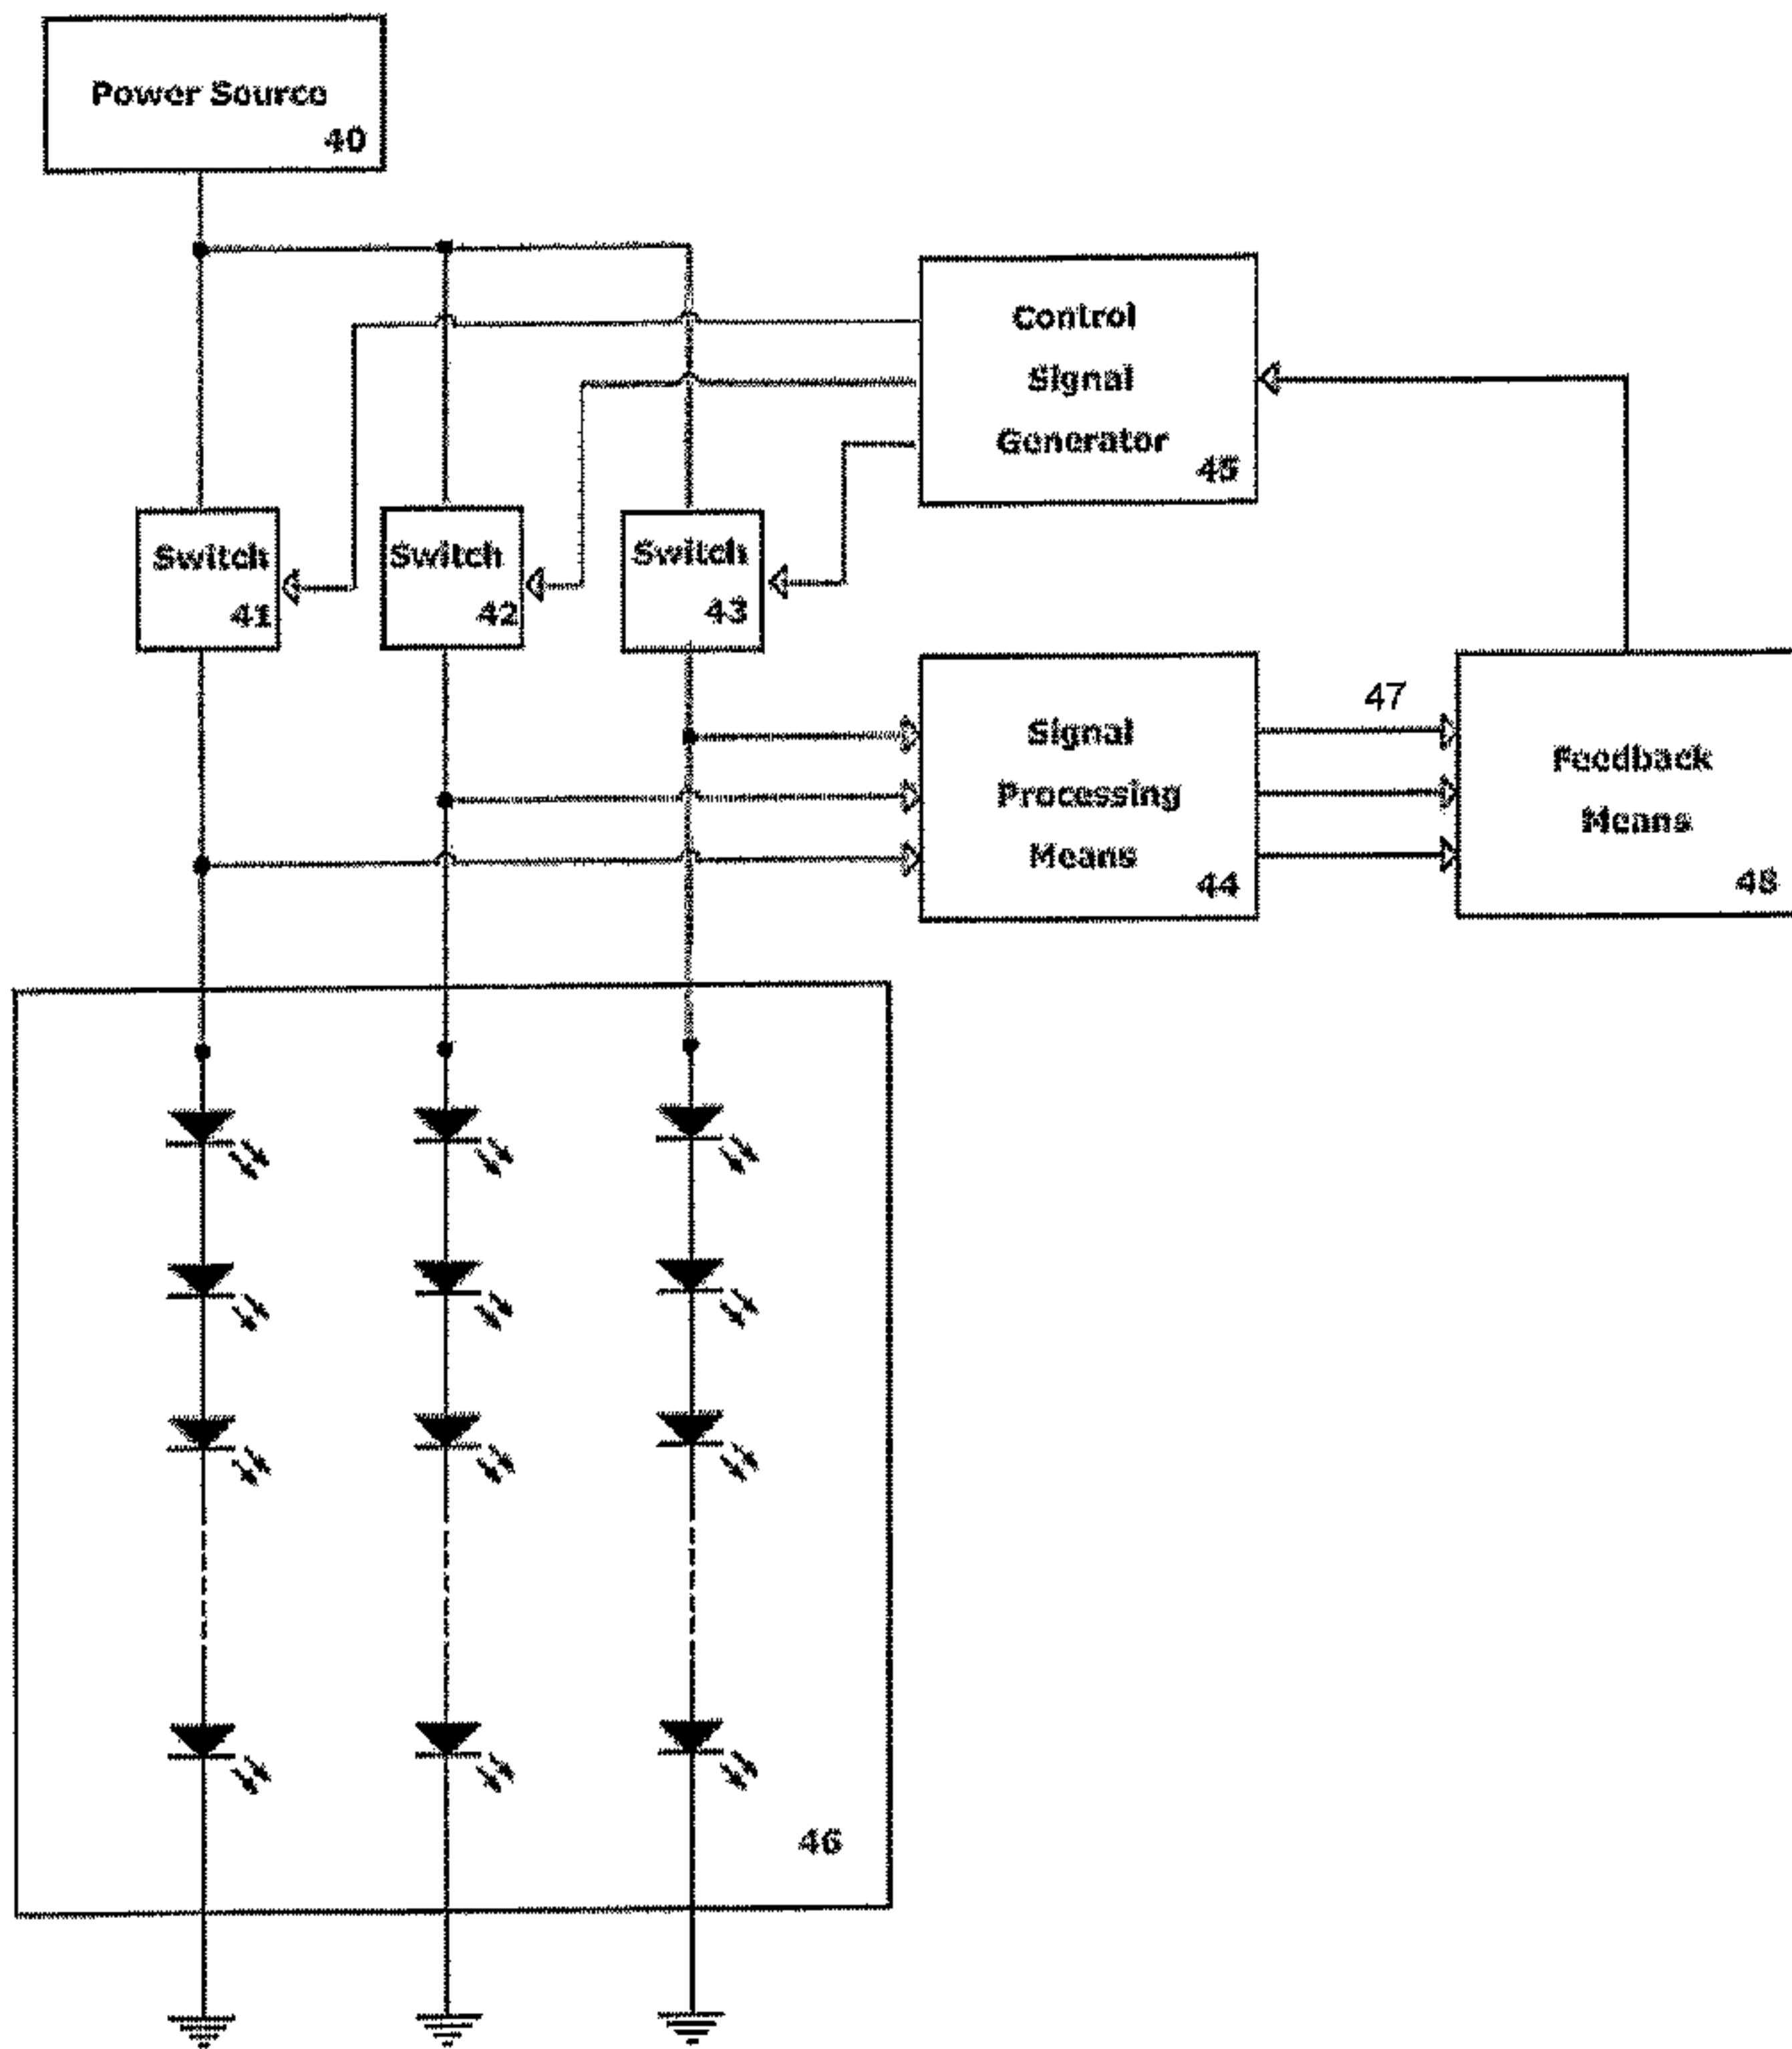 Power Source
40
Control
Signal
Generator
45
Switch
41
Switch
42
Switch
43
Signal
Processing
Means
44
47
Feedback
Means
48
46